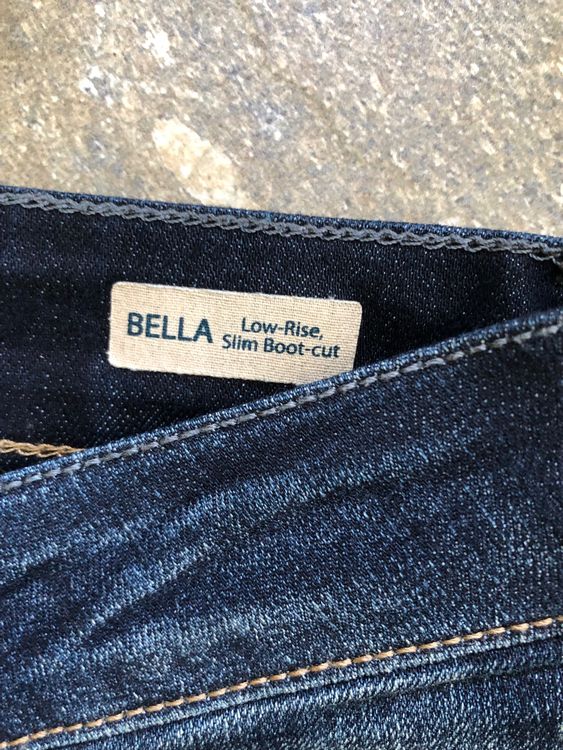 BELLA
Low-Rise,
Slim Boot-cut